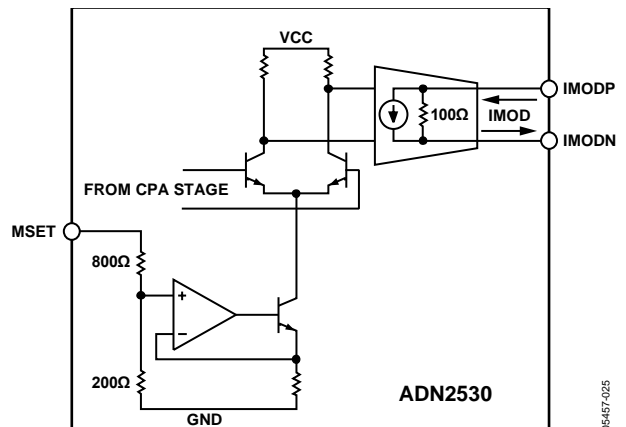 VCC
IMODP
100Ω
IMOD
IMODN
FROM CPA STAGE
MSET
800Ω
+
–
200Ω
ADN2530
GND
05457-025